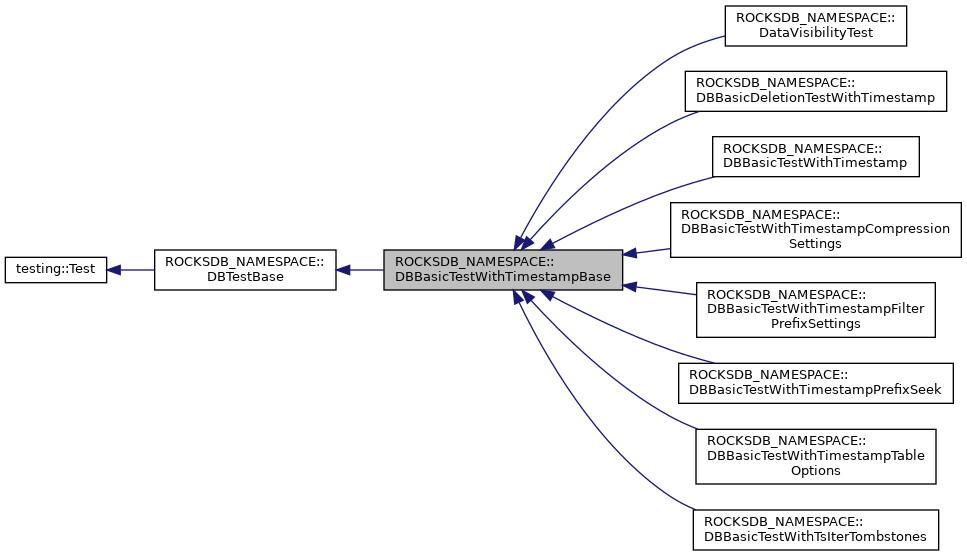 ROCKSDB_NAMESPACE::
DataVisibilityTest
ROCKSDB_NAMESPACE::
DBBasicDeletionTestWithTimestamp
ROCKSDB_NAMESPACE::
DBBasicTestWithTimestamp
ROCKSDB_NAMESPACE::
DBBasicTestWithTimestampCompression
Settings
testing::Test
ROCKSDB_NAMESPACE::
DBTestBase
ROCKSDB_NAMESPACE::
DBBasicTestWithTimestampBase
ROCKSDB_NAMESPACE::
DBBasicTestWithTimestampFilter
PrefixSettings
ROCKSDB_NAMESPACE::
DBBasicTestWithTimestampPrefixSeek
ROCKSDB_NAMESPACE::
DBBasicTestWithTimestampTable
Options
ROCKSDB_NAMESPACE::
DBBasicTestWithTsIterTombstones